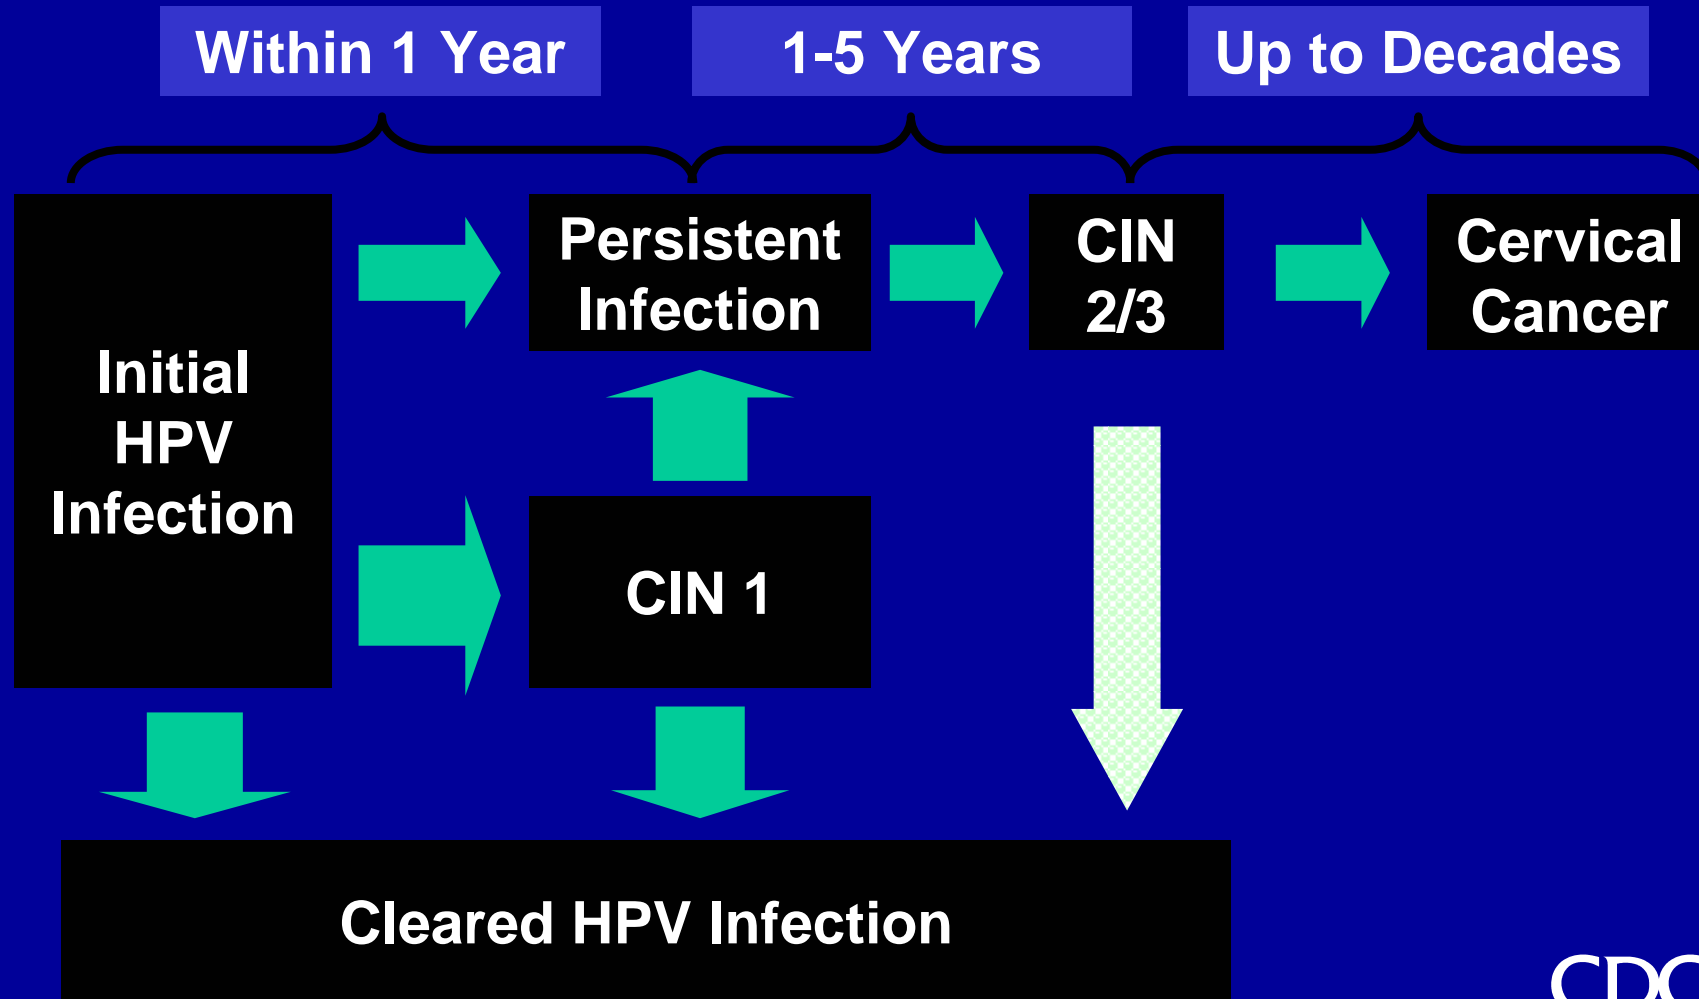 Within 1 Year
1-5 Years
Up to Decades
Initial
HPV
Infection
Persistent
Infection
CIN
2/3
Cervical
Cancer
CIN 1
Cleared HPV Infection
CDC